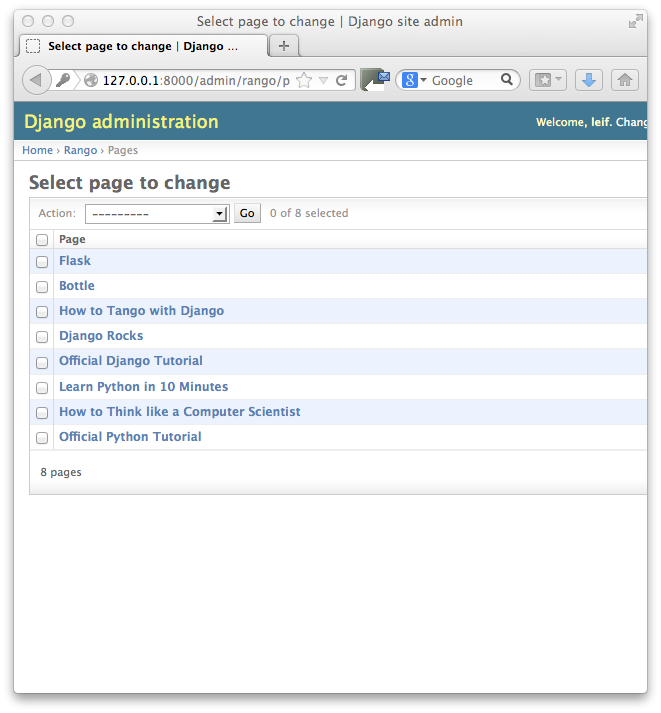 Select page to change | Django site admin
Select page to change | Django ...
127.0.0.1:8000/admin/rango/p
Google
Django administration
Welcome, leif. Chang
Home › Rango › Pages
Select page to change
Action: --------- Go 0 of 8 selected
Page
Flask
Bottle
How to Tango with Django
Django Rocks
Official Django Tutorial
Learn Python in 10 Minutes
How to Think like a Computer Scientist
Official Python Tutorial
8 pages